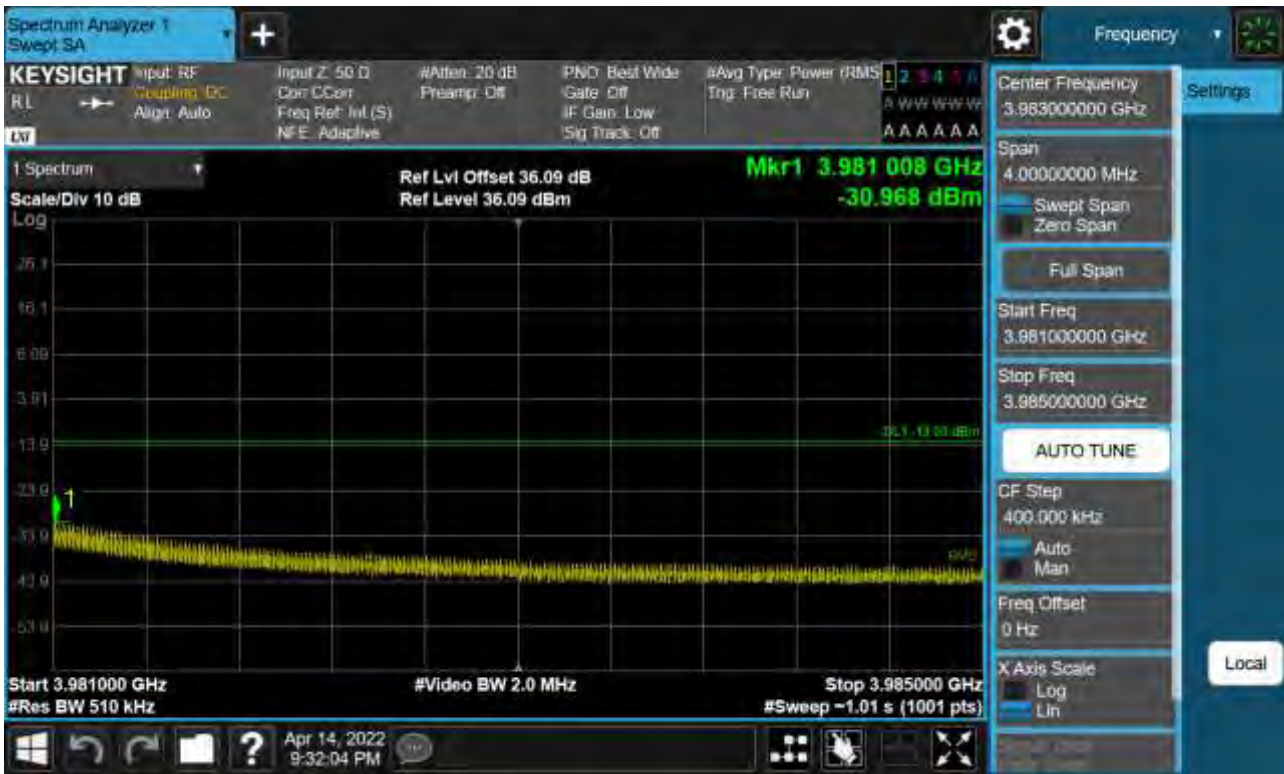 Spectrum Analyzer 1
Swept SA
Frequency
KEYSIGHT
RL
Input: RF
Coupling: DC
Align: Auto
Input Z: 50 Ω
Corr CCorr
Freq Ref: Int (S)
NFE: Adaptive
#Atten: 20 dB
Preamp: Off
PNO: Best Wide
Gate: Off
IF Gain: Low
Sig Track: Off
#Avg Type: Power (RMS
Trig: Free Run
1 2 3 4 5 6
A W W W W W
A A A A A A
1 Spectrum
Scale/Div 10 dB
Log
Ref Lvl Offset 36.09 dB
Ref Level 36.09 dBm
Mkr1 3.981 008 GHz
-30.968 dBm
26.1
16.1
6.09
-3.91
-13.9
DL1 -13.00 dBm
-23.9
1
-33.9
RMS
-43.9
-53.9
Start 3.981000 GHz
#Res BW 510 kHz
#Video BW 2.0 MHz
Stop 3.985000 GHz
#Sweep ~1.01 s (1001 pts)
?
Apr 14, 2022
9:32:04 PM
Center Frequency
3.983000000 GHz
Settings
Span
4.00000000 MHz
Swept Span
Zero Span
Full Span
Start Freq
3.981000000 GHz
Stop Freq
3.985000000 GHz
AUTO TUNE
CF Step
400.000 kHz
Auto
Man
Freq Offset
0 Hz
X Axis Scale
Log
Lin
Local